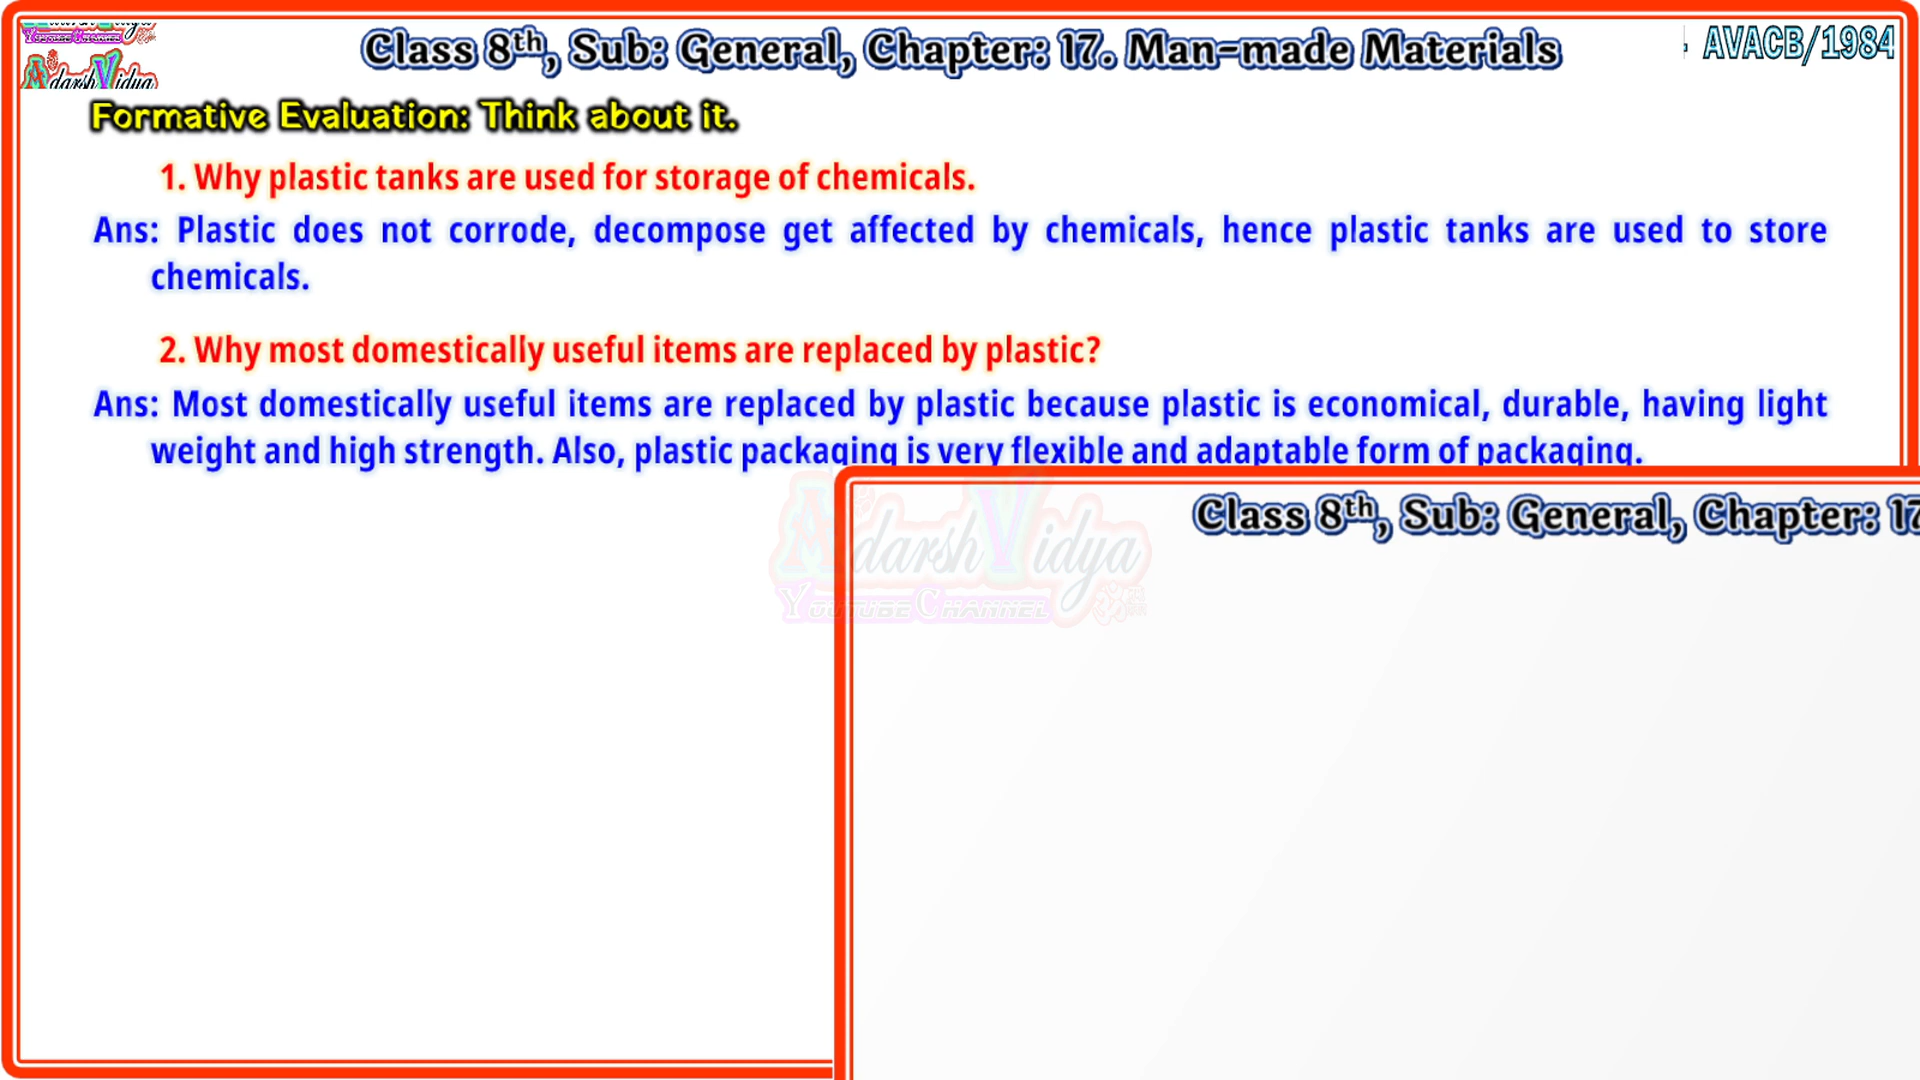 Youtube Channel
Adarsh Vidya
Class 8th, Sub: General, Chapter: 17. Man-made Materials
AVACB/1984
Formative Evaluation: Think about it.
1. Why plastic tanks are used for storage of chemicals.
Ans: Plastic does not corrode, decompose get affected by chemicals, hence plastic tanks are used to store
chemicals.
2. Why most domestically useful items are replaced by plastic?
Ans: Most domestically useful items are replaced by plastic because plastic is economical, durable, having light
weight and high strength. Also, plastic packaging is very flexible and adaptable form of packaging.
Class 8th, Sub: General, Chapter: 17
Adarsh Vidya
Youtube Channel